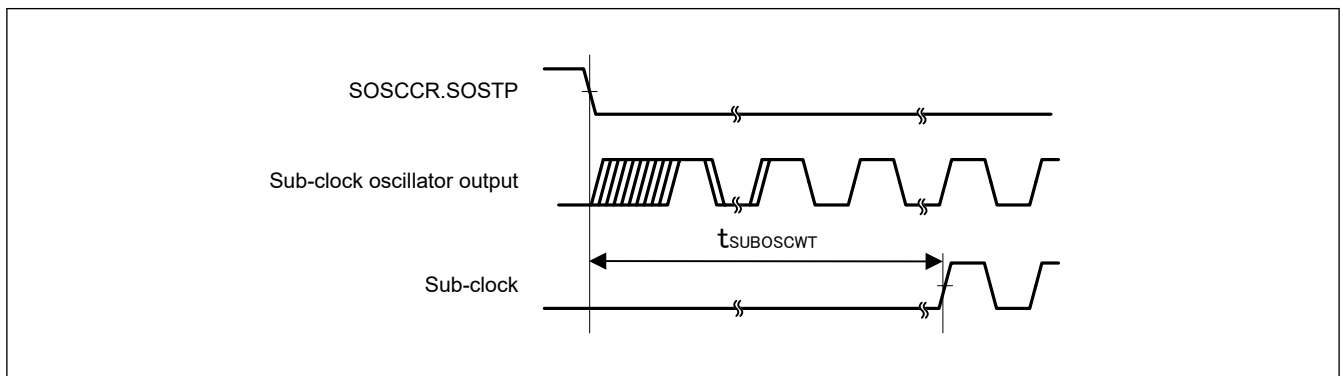 SOSCCR.SOSTP
Sub-clock oscillator output
tSUBOSCWT
Sub-clock